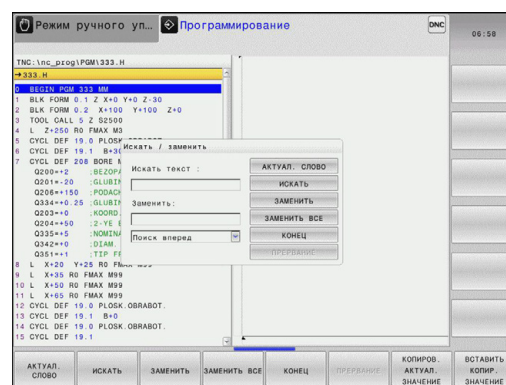 Режим ручного уп...
Программирование
DNC
06:50
TNC:\nc_prog\PGM\333.H
→333.H
0 BEGIN PGM 333 MM
1 BLK FORM 0.1 Z X+0 Y+0 Z-30
2 BLK FORM 0.2 X+100 Y+100 Z+0
3 TOOL CALL 5 Z S2500
4 L Z+250 R0 FMAX M3
5 CYCL DEF 19.0 PLOSK.OBRABOT.
6 CYCL DEF 19.1 B+30
7 CYCL DEF 208 BORE M
Q200=+2 ;BEZOPA
Q201=-20 ;GLUBIN
Q206=+150 ;PODACH
Q334=+0.25 ;GLUBIN
Q203=+0 ;KOORD.
Q204=+50 ;2-YE B
Q335=+5 ;NOMINA
Q342=+0 ;DIAM.
Q351=+1 ;TIP FR
8 L X+20 Y+25 R0 FMAX M99
9 L X+35 R0 FMAX M99
10 L X+50 R0 FMAX M99
11 L X+65 R0 FMAX M99
12 CYCL DEF 19.0 PLOSK.OBRABOT.
13 CYCL DEF 19.1 B+0
14 CYCL DEF 19.0 PLOSK.OBRABOT.
15 CYCL DEF 19.1
Искать / заменить
Искать текст :
Заменить:
Поиск вперед
АКТУАЛ. СЛОВО
ИСКАТЬ
ЗАМЕНИТЬ
ЗАМЕНИТЬ ВСЕ
КОНЕЦ
ПРЕРВАНИЕ
АКТУАЛ. СЛОВО
ИСКАТЬ
ЗАМЕНИТЬ
ЗАМЕНИТЬ ВСЕ
КОНЕЦ
ПРЕРВАНИЕ
КОПИРОВ. АКТУАЛ. ЗНАЧЕНИЕ
ВСТАВИТЬ КОПИР. ЗНАЧЕНИЕ